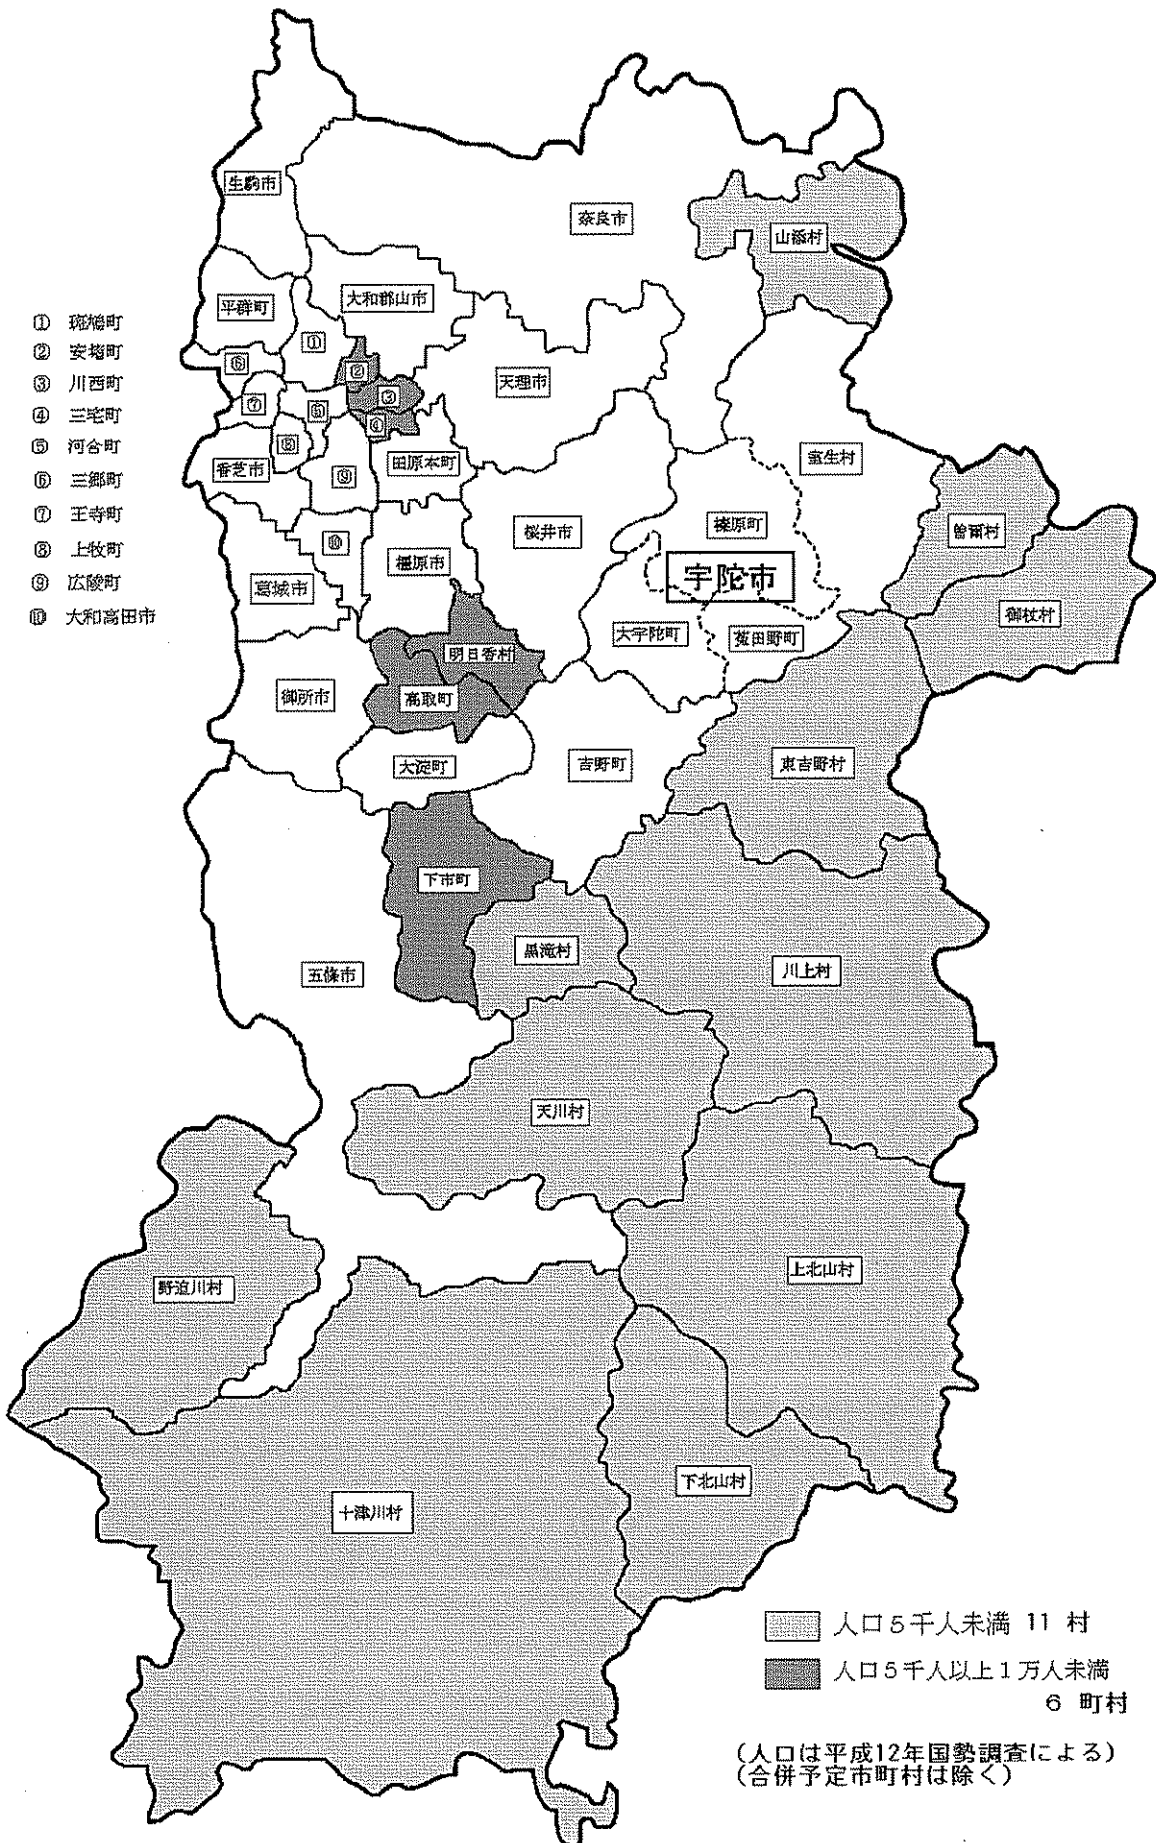 生駒市
奈良市
山添村
平群町
大和郡山市
① 斑鳩町
② 安堵町
③ 川西町
④ 三宅町
⑤ 河合町
⑥ 三郷町
⑦ 王寺町
⑧ 上牧町
⑨ 広陵町
⑩ 大和高田市
①
②
③
④
⑤
⑥
⑦
⑧
⑨
⑩
天理市
香芝市
田原本町
室生村
桜井市
榛原町
曽爾村
橿原市
葛城市
宇陀市
御杖村
大宇陀町
菟田野町
明日香村
御所市
高取町
大淀町
吉野町
東吉野村
下市町
黒滝村
川上村
五條市
天川村
野迫川村
上北山村
下北山村
十津川村
人口5千人未満 11 村
人口5千人以上1万人未満
6 町村
(人口は平成12年国勢調査による)
(合併予定市町村は除く)